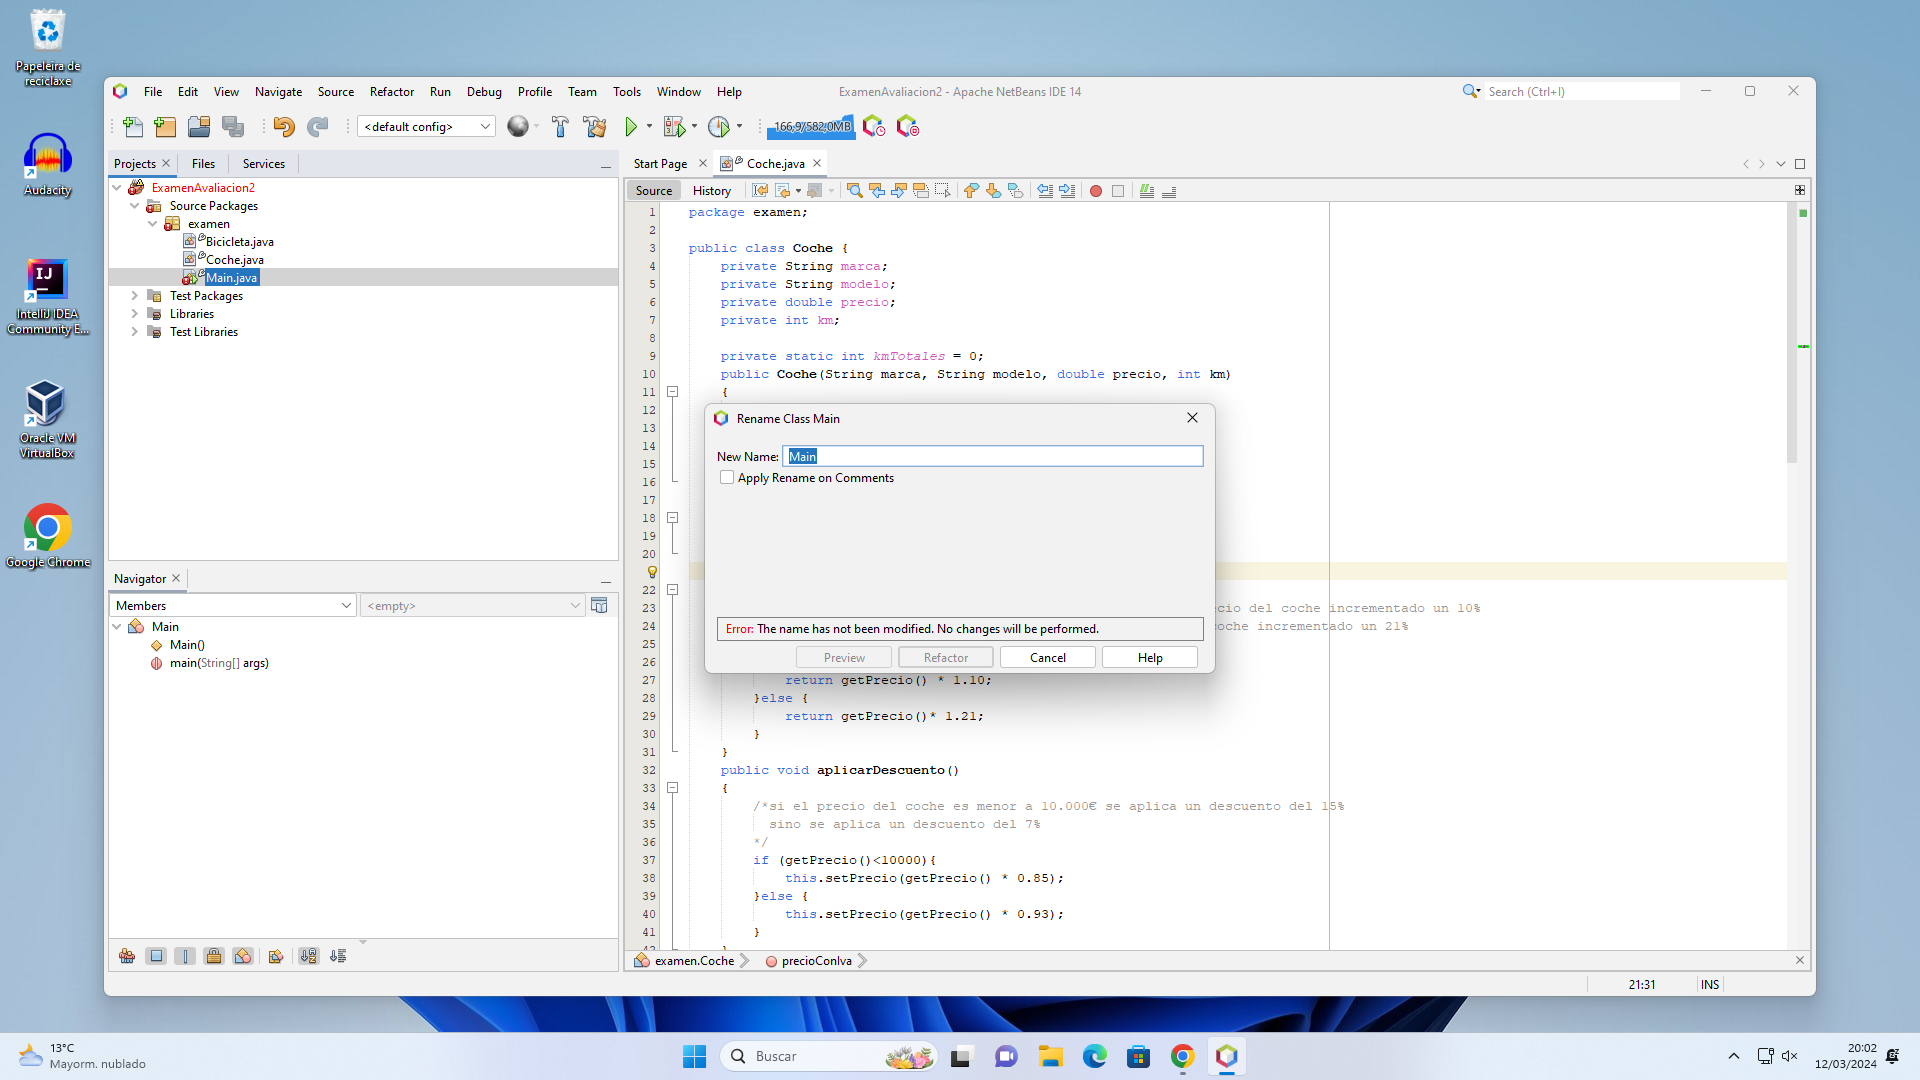 Papeleira de
reciclaxe
Audacity
IntelliJ IDEA
Community E...
Oracle VM
VirtualBox
Google Chrome
File Edit View Navigate Source Refactor Run Debug Profile Team Tools Window Help
ExamenAvaliacion2 - Apache NetBeans IDE 14
Search (Ctrl+I)
<default config>
166,9/582,0MB
Projects Files Services
ExamenAvaliacion2
Source Packages
examen
Bicicleta.java
Coche.java
Main.java
Test Packages
Libraries
Test Libraries
Navigator
Members <empty>
Main
Main()
main(String[] args)
Start Page Coche.java
Source History
1 package examen;
2
3 public class Coche {
4 private String marca;
5 private String modelo;
6 private double precio;
7 private int km;
8
9 private static int kmTotales = 0;
10 public Coche(String marca, String modelo, double precio, int km)
11 {
12
13
14
15
16
17
18
19
20
22
23 cio del coche incrementado un 10%
24 coche incrementado un 21%
25
26
27 return getPrecio() * 1.10;
28 }else {
29 return getPrecio()* 1.21;
30 }
31 }
32 public void aplicarDescuento()
33 {
34 /*si el precio del coche es menor a 10.000€ se aplica un descuento del 15%
35 sino se aplica un descuento del 7%
36 */
37 if (getPrecio()<10000){
38 this.setPrecio(getPrecio() * 0.85);
39 }else {
40 this.setPrecio(getPrecio() * 0.93);
41 }
42 }
Rename Class Main
New Name: Main
Apply Rename on Comments
Error: The name has not been modified. No changes will be performed.
Preview Refactor Cancel Help
examen.Coche precioConIva
21:31 INS
13°C
Mayorm. nublado
Buscar
20:02
12/03/2024